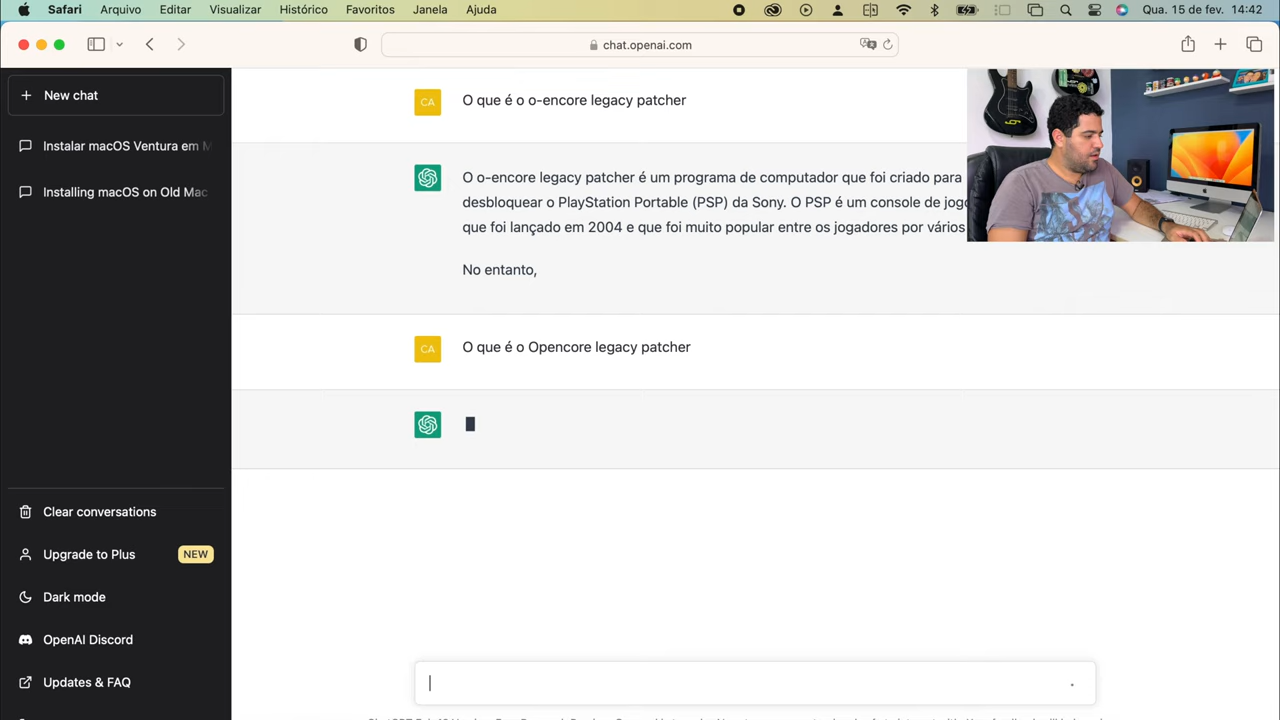 Safari Arquivo Editar Visualizar Histórico Favoritos Janela Ajuda Qua. 15 de fev. 14:42
chat.openai.com
New chat
Instalar macOS Ventura em M
Installing macOS on Old Mac
Clear conversations
Upgrade to Plus NEW
Dark mode
OpenAI Discord
Updates & FAQ
CA O que é o o-encore legacy patcher
O o-encore legacy patcher é um programa de computador que foi criado para
desbloquear o PlayStation Portable (PSP) da Sony. O PSP é um console de jogo
que foi lançado em 2004 e que foi muito popular entre os jogadores por vários
No entanto,
CA O que é o Opencore legacy patcher